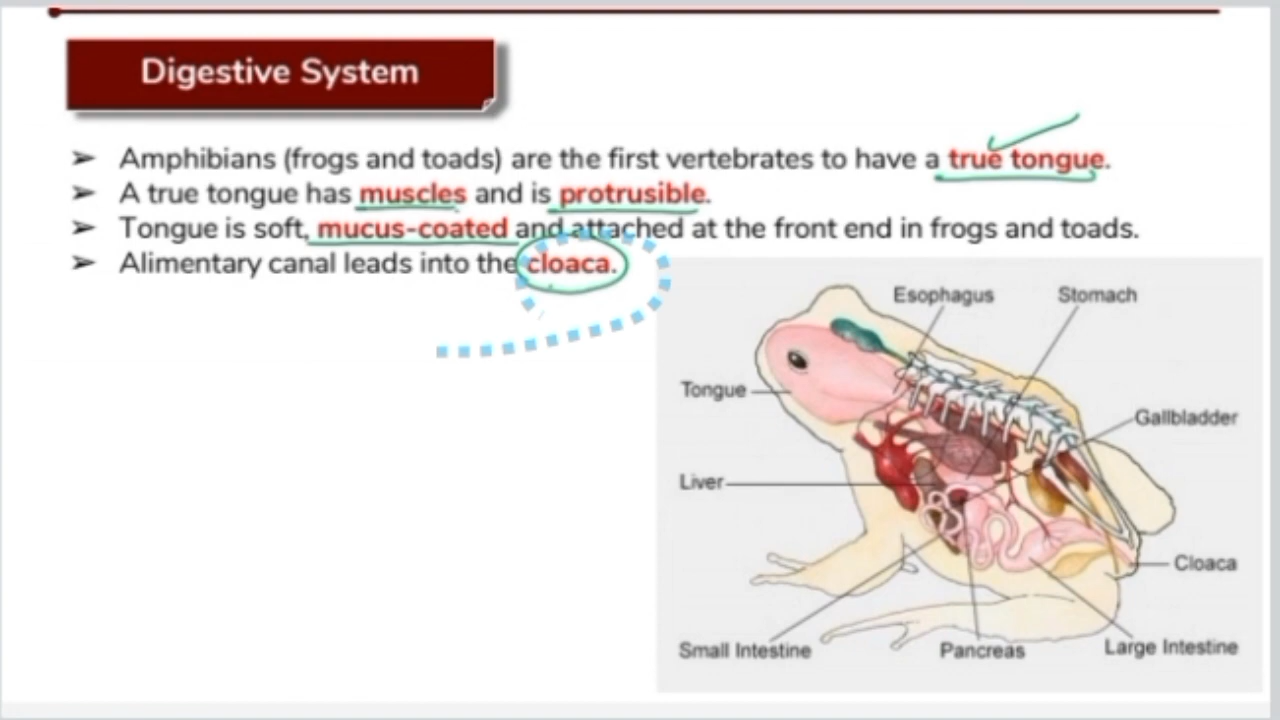 Digestive System
➢ Amphibians (frogs and toads) are the first vertebrates to have a true tongue.
➢ A true tongue has muscles and is protrusible.
➢ Tongue is soft, mucus-coated and attached at the front end in frogs and toads.
➢ Alimentary canal leads into the cloaca.
Esophagus
Stomach
Tongue
Gallbladder
Liver
Cloaca
Small Intestine
Pancreas
Large Intestine